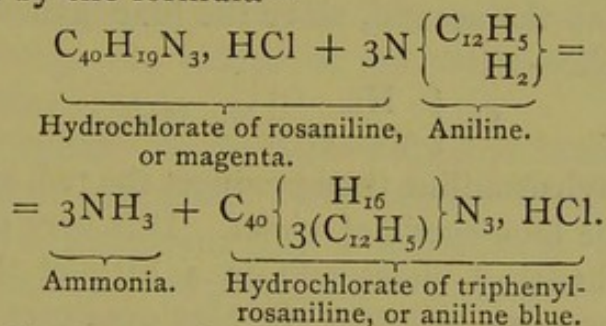 C₄₀H₁₉N₃, HCl + 3N{C₁₂H₅ H₂} =
Hydrochlorate of rosaniline, Aniline.
or magenta.
= 3NH₃ + C₄₀{H₁₆ 3(C₁₂H₅)}N₃, HCl.
Ammonia. Hydrochlorate of triphenyl-
rosaniline, or aniline blue.